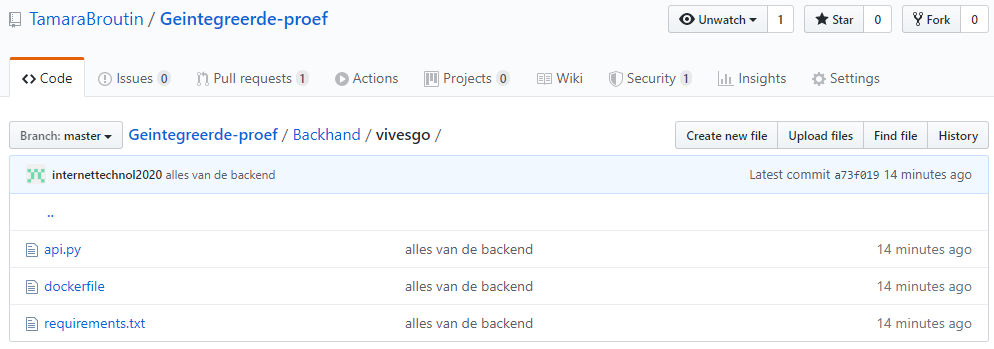 TamaraBroutin / Geintegreerde-proef Unwatch 1 Star 0 Fork 0
Code Issues 0 Pull requests 1 Actions Projects 0 Wiki Security 1 Insights Settings
Branch: master Geintegreerde-proef / Backhand / vivesgo / Create new file Upload files Find file History
internettechnol2020 alles van de backend Latest commit a73f019 14 minutes ago
..
api.py alles van de backend 14 minutes ago
dockerfile alles van de backend 14 minutes ago
requirements.txt alles van de backend 14 minutes ago